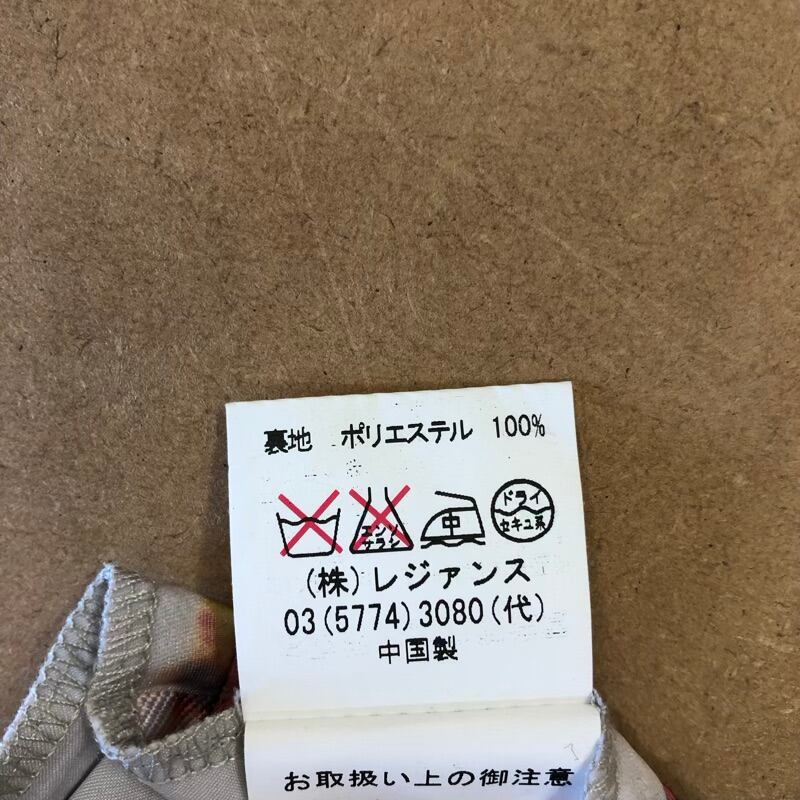 裏地 ポリエステル 100%
エンソ
サラシ
中
ドライ
セキユ系
(株)レジァンス
03(5774)3080(代)
中国製
お取扱い上の御注意